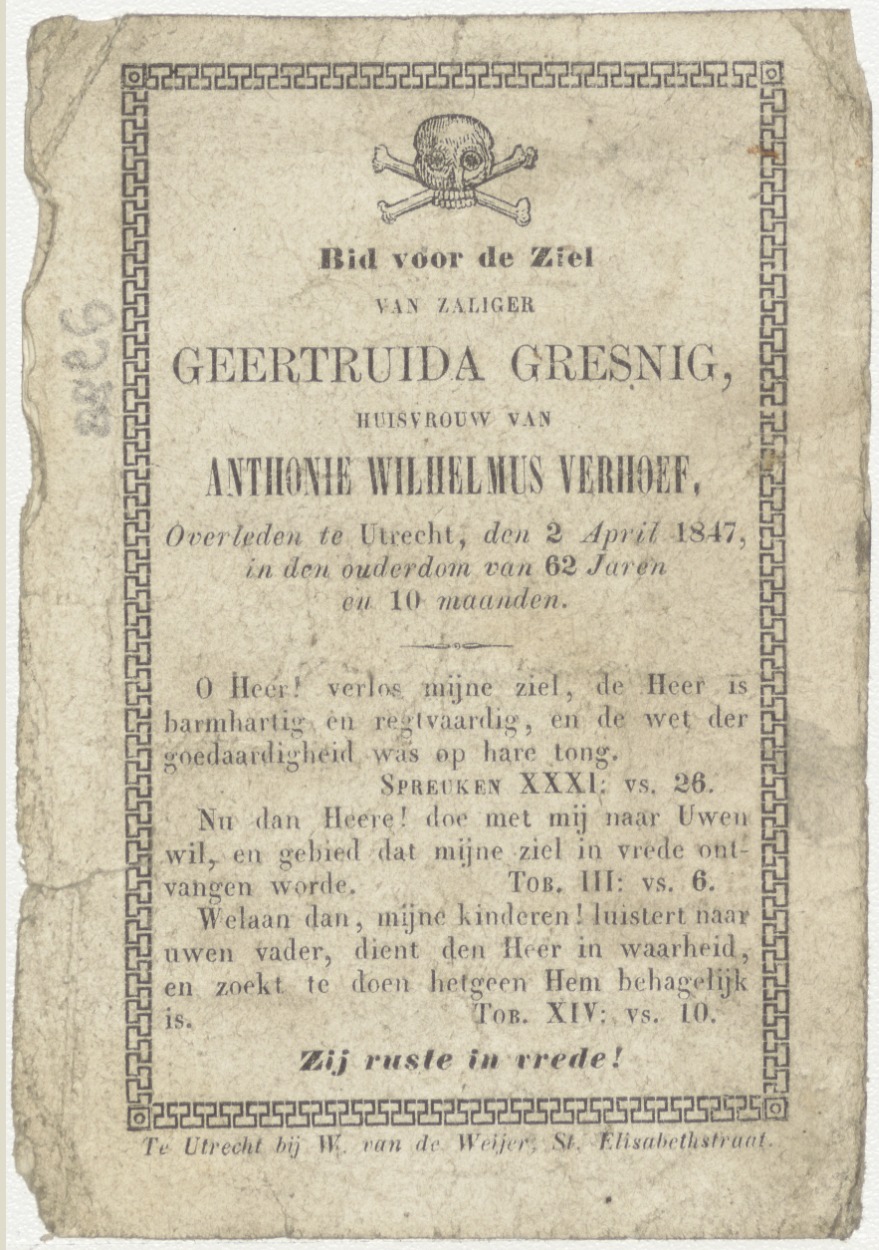 Bid voor de Ziel
VAN ZALIGER
GEERTRUIDA GRESNIG,
HUISVROUW VAN
ANTHONIE WILHELMUS VERHOEF,
Overleden te Utrecht, den 2 April 1847,
in den ouderdom van 62 Jaren
en 10 maanden.
O Heer! verlos mijne ziel, de Heer is
barmhartig en regtvaardig, en de wet der
goedaardigheid was op hare tong.
SPREUKEN XXXI: vs. 26.
Nu dan Heere! doe met mij naar Uwen
wil, en gebied dat mijne ziel in vrede ont-
vangen worde. TOB. III: vs. 6.
Welaan dan, mijne kinderen! luistert naar
uwen vader, dient den Heer in waarheid,
en zoekt te doen hetgeen Hem behagelijk
is. TOB. XIV: vs. 10.
Zij ruste in vrede!
Te Utrecht bij W. van de Weijer, St. Elisabethstraat.